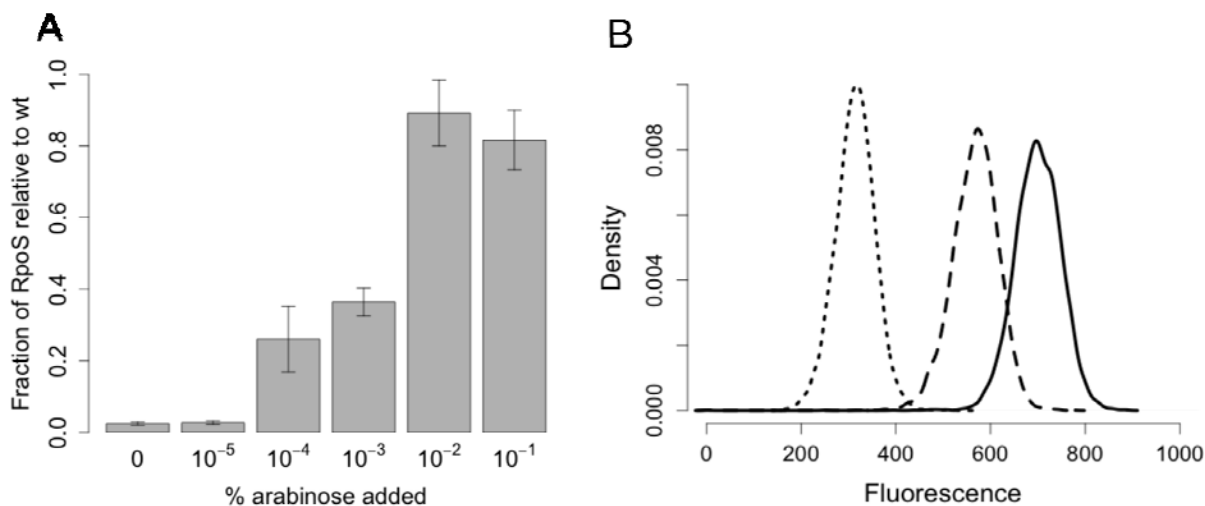 A
Fraction of RpoS relative to wt
0.0
0.2
0.4
0.6
0.8
1.0
0 10⁻⁵ 10⁻⁴ 10⁻³ 10⁻² 10⁻¹
% arabinose added
B
Density
0.000
0.004
0.008
0 200 400 600 800 1000
Fluorescence